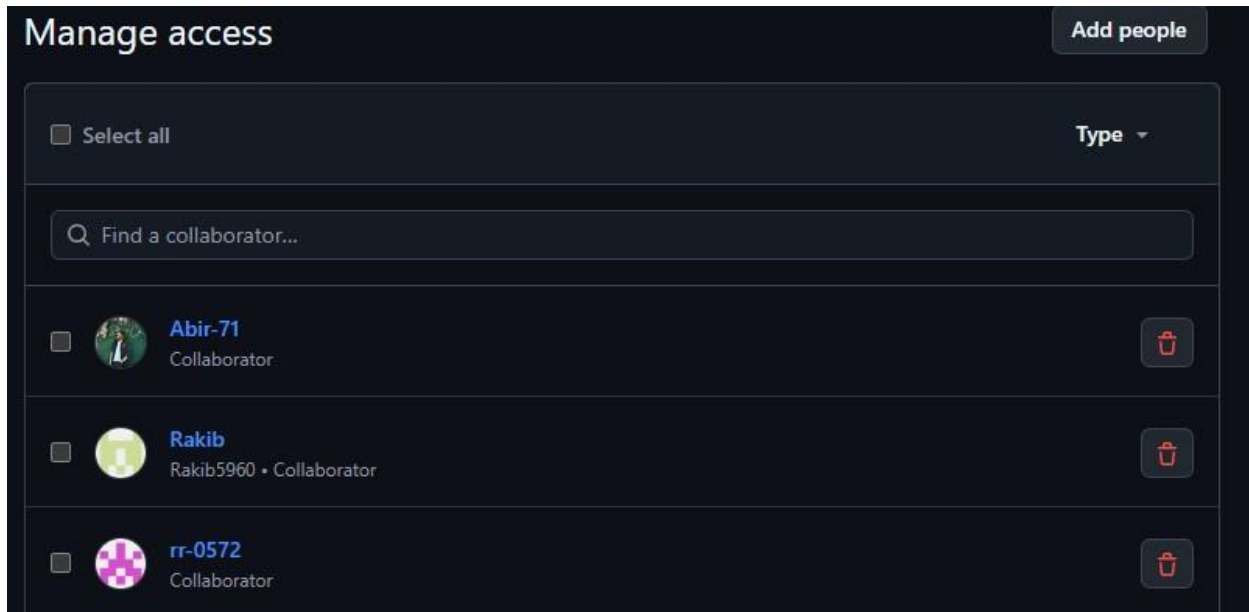 Manage access
Add people
Select all
Type
Find a collaborator...
Abir-71
Collaborator
Rakib
Rakib5960 • Collaborator
rr-0572
Collaborator